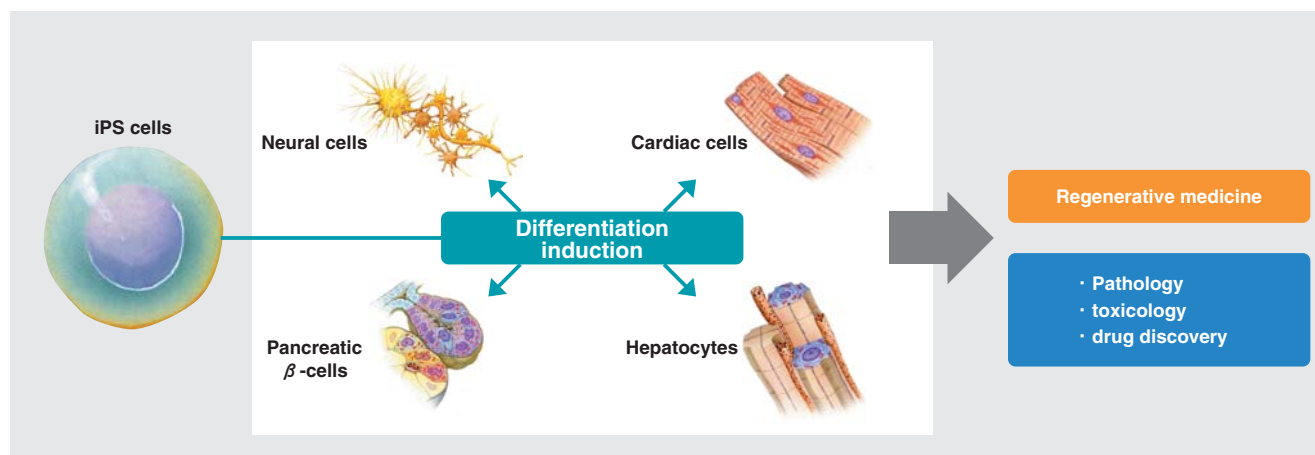 iPS cells
Neural cells
Cardiac cells
Differentiation
induction
Pancreatic
β-cells
Hepatocytes
Regenerative medicine
・Pathology
・toxicology
・drug discovery